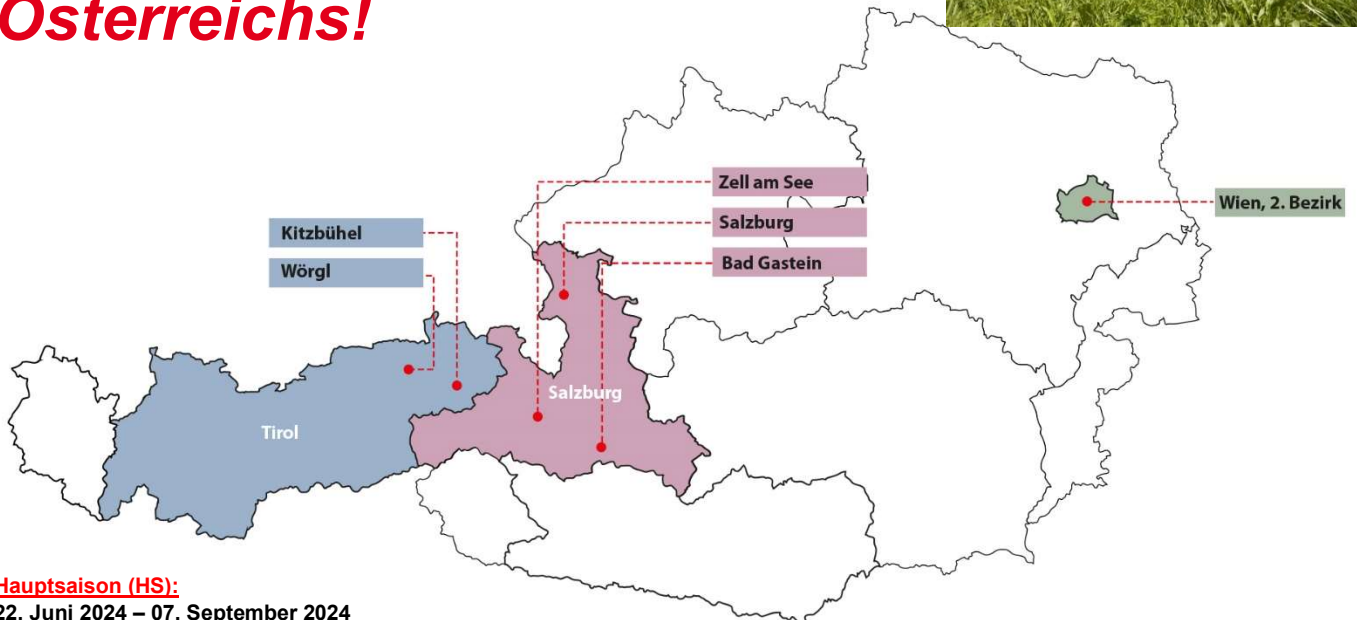 Österreichs!
Zell am See
Salzburg
Bad Gastein
Wien, 2. Bezirk
Kitzbühel
Wörgl
Salzburg
Tirol
Hauptsaison (HS):
22. Juni 2024 – 07. September 2024